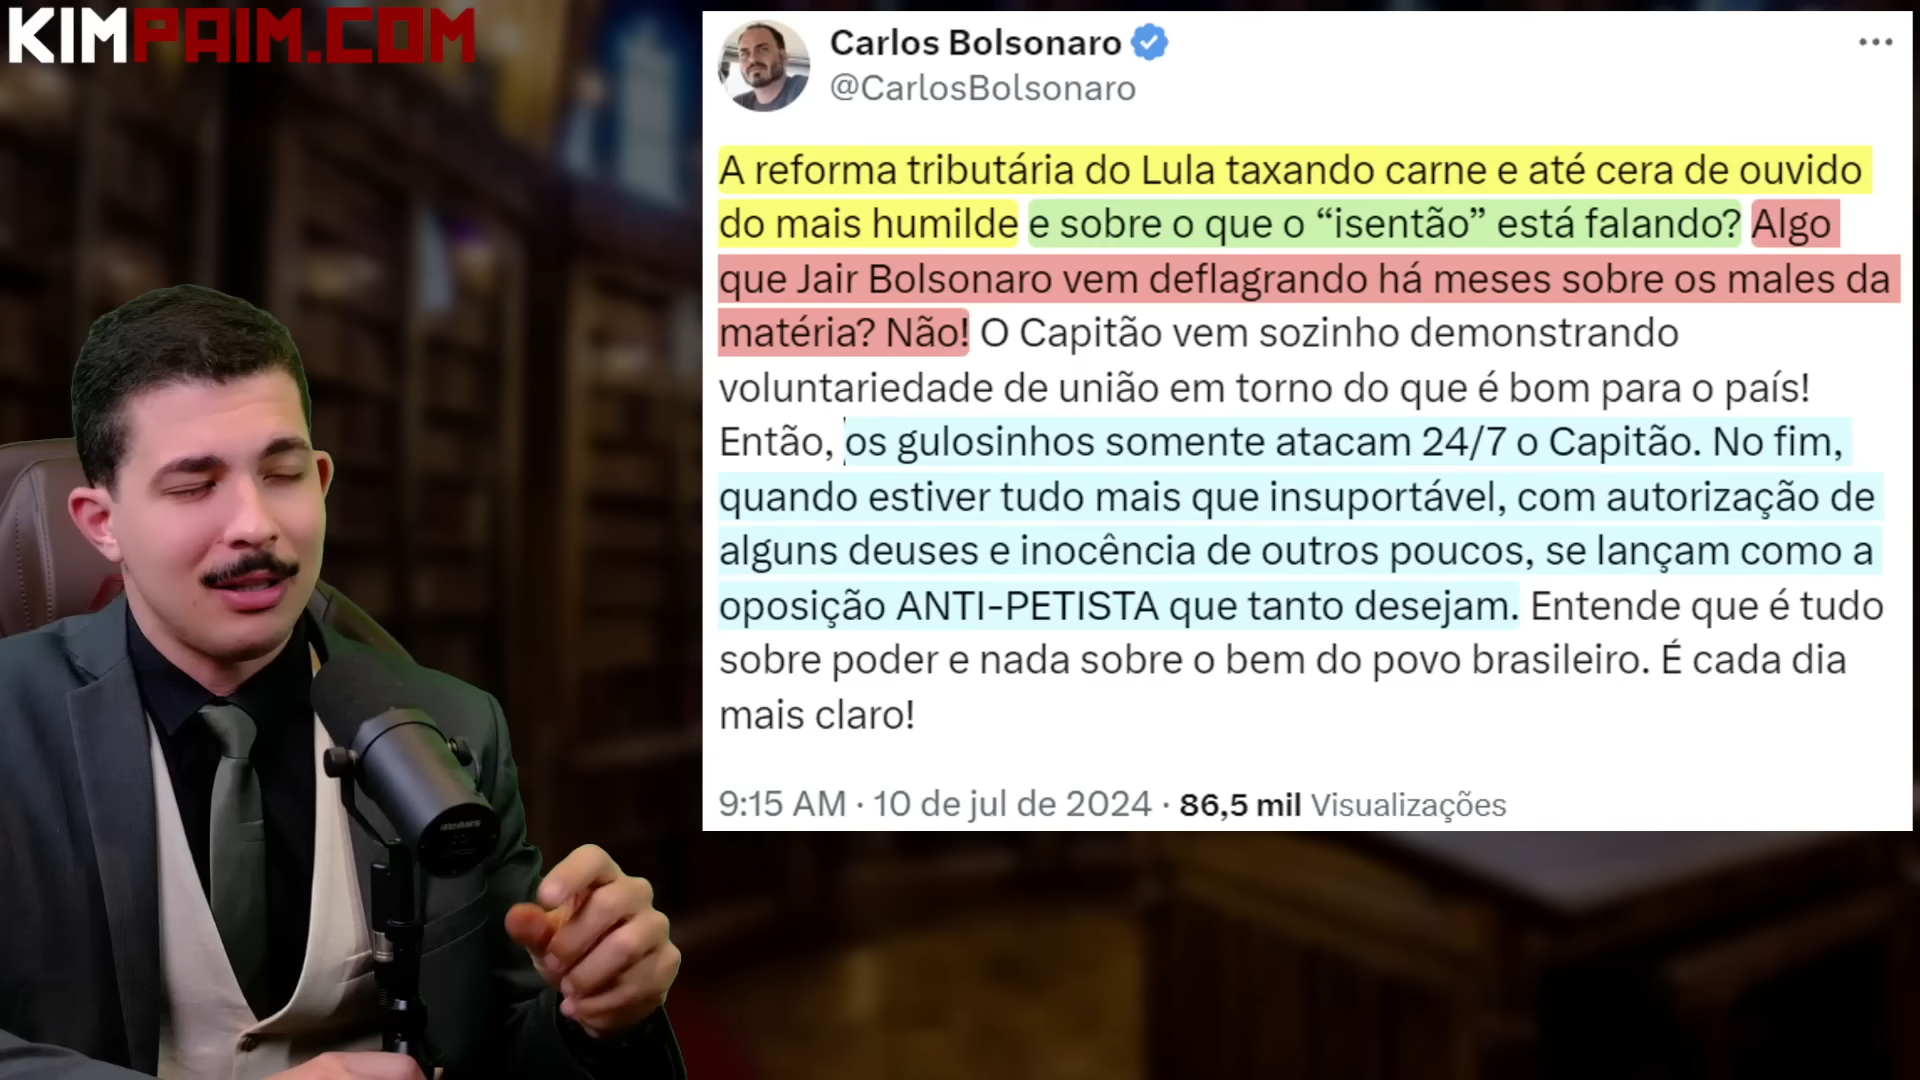 KIMPAIM.COM
Carlos Bolsonaro
@CarlosBolsonaro
A reforma tributária do Lula taxando carne e até cera de ouvido
do mais humilde e sobre o que o “isentão” está falando? Algo
que Jair Bolsonaro vem deflagrando há meses sobre os males da
matéria? Não! O Capitão vem sozinho demonstrando
voluntariedade de união em torno do que é bom para o país!
Então, os gulosinhos somente atacam 24/7 o Capitão. No fim,
quando estiver tudo mais que insuportável, com autorização de
alguns deuses e inocência de outros poucos, se lançam como a
oposição ANTI-PETISTA que tanto desejam. Entende que é tudo
sobre poder e nada sobre o bem do povo brasileiro. É cada dia
mais claro!
9:15 AM · 10 de jul de 2024 · 86,5 mil Visualizações